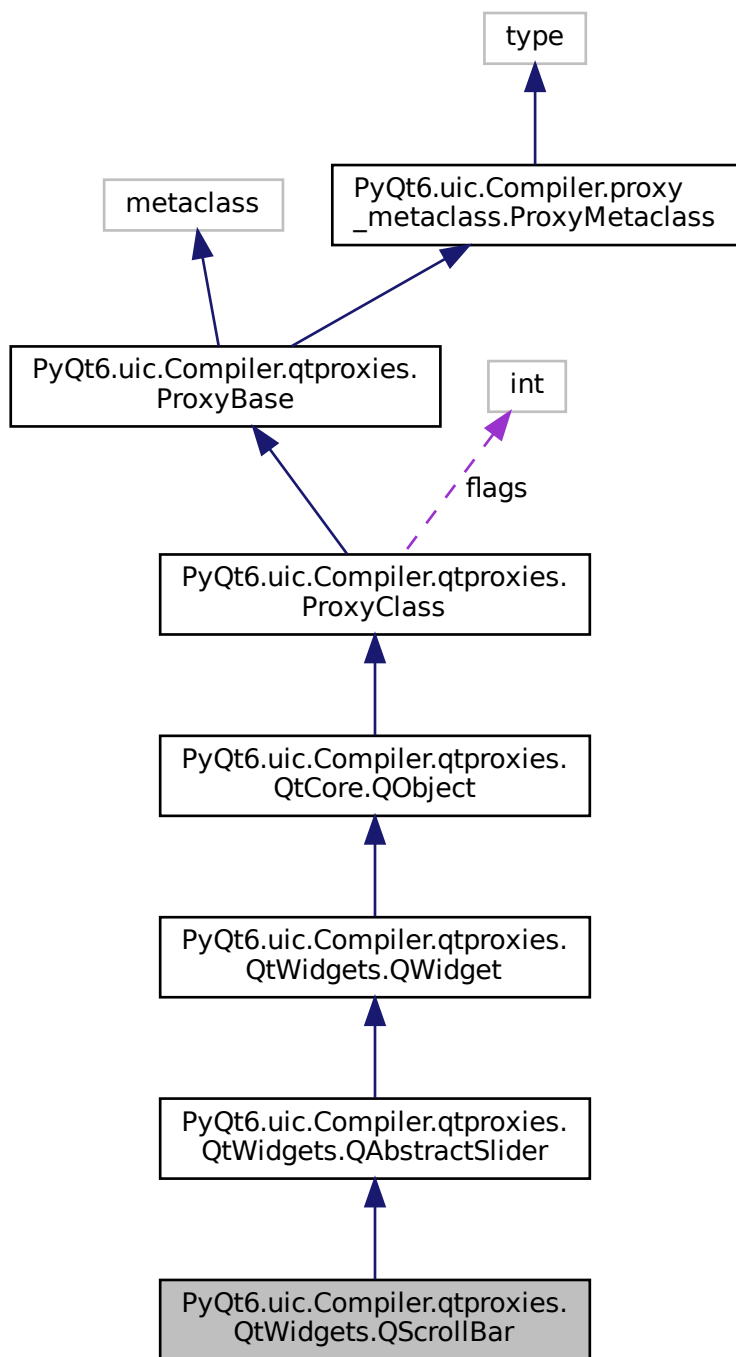 type
PyQt6.uic.Compiler.proxy
_metaclass.ProxyMetaclass
metaclass
PyQt6.uic.Compiler.qtproxies.
ProxyBase
int
flags
PyQt6.uic.Compiler.qtproxies.
ProxyClass
PyQt6.uic.Compiler.qtproxies.
QtCore.QObject
PyQt6.uic.Compiler.qtproxies.
QtWidgets.QWidget
PyQt6.uic.Compiler.qtproxies.
QtWidgets.QAbstractSlider
PyQt6.uic.Compiler.qtproxies.
QtWidgets.QScrollBar